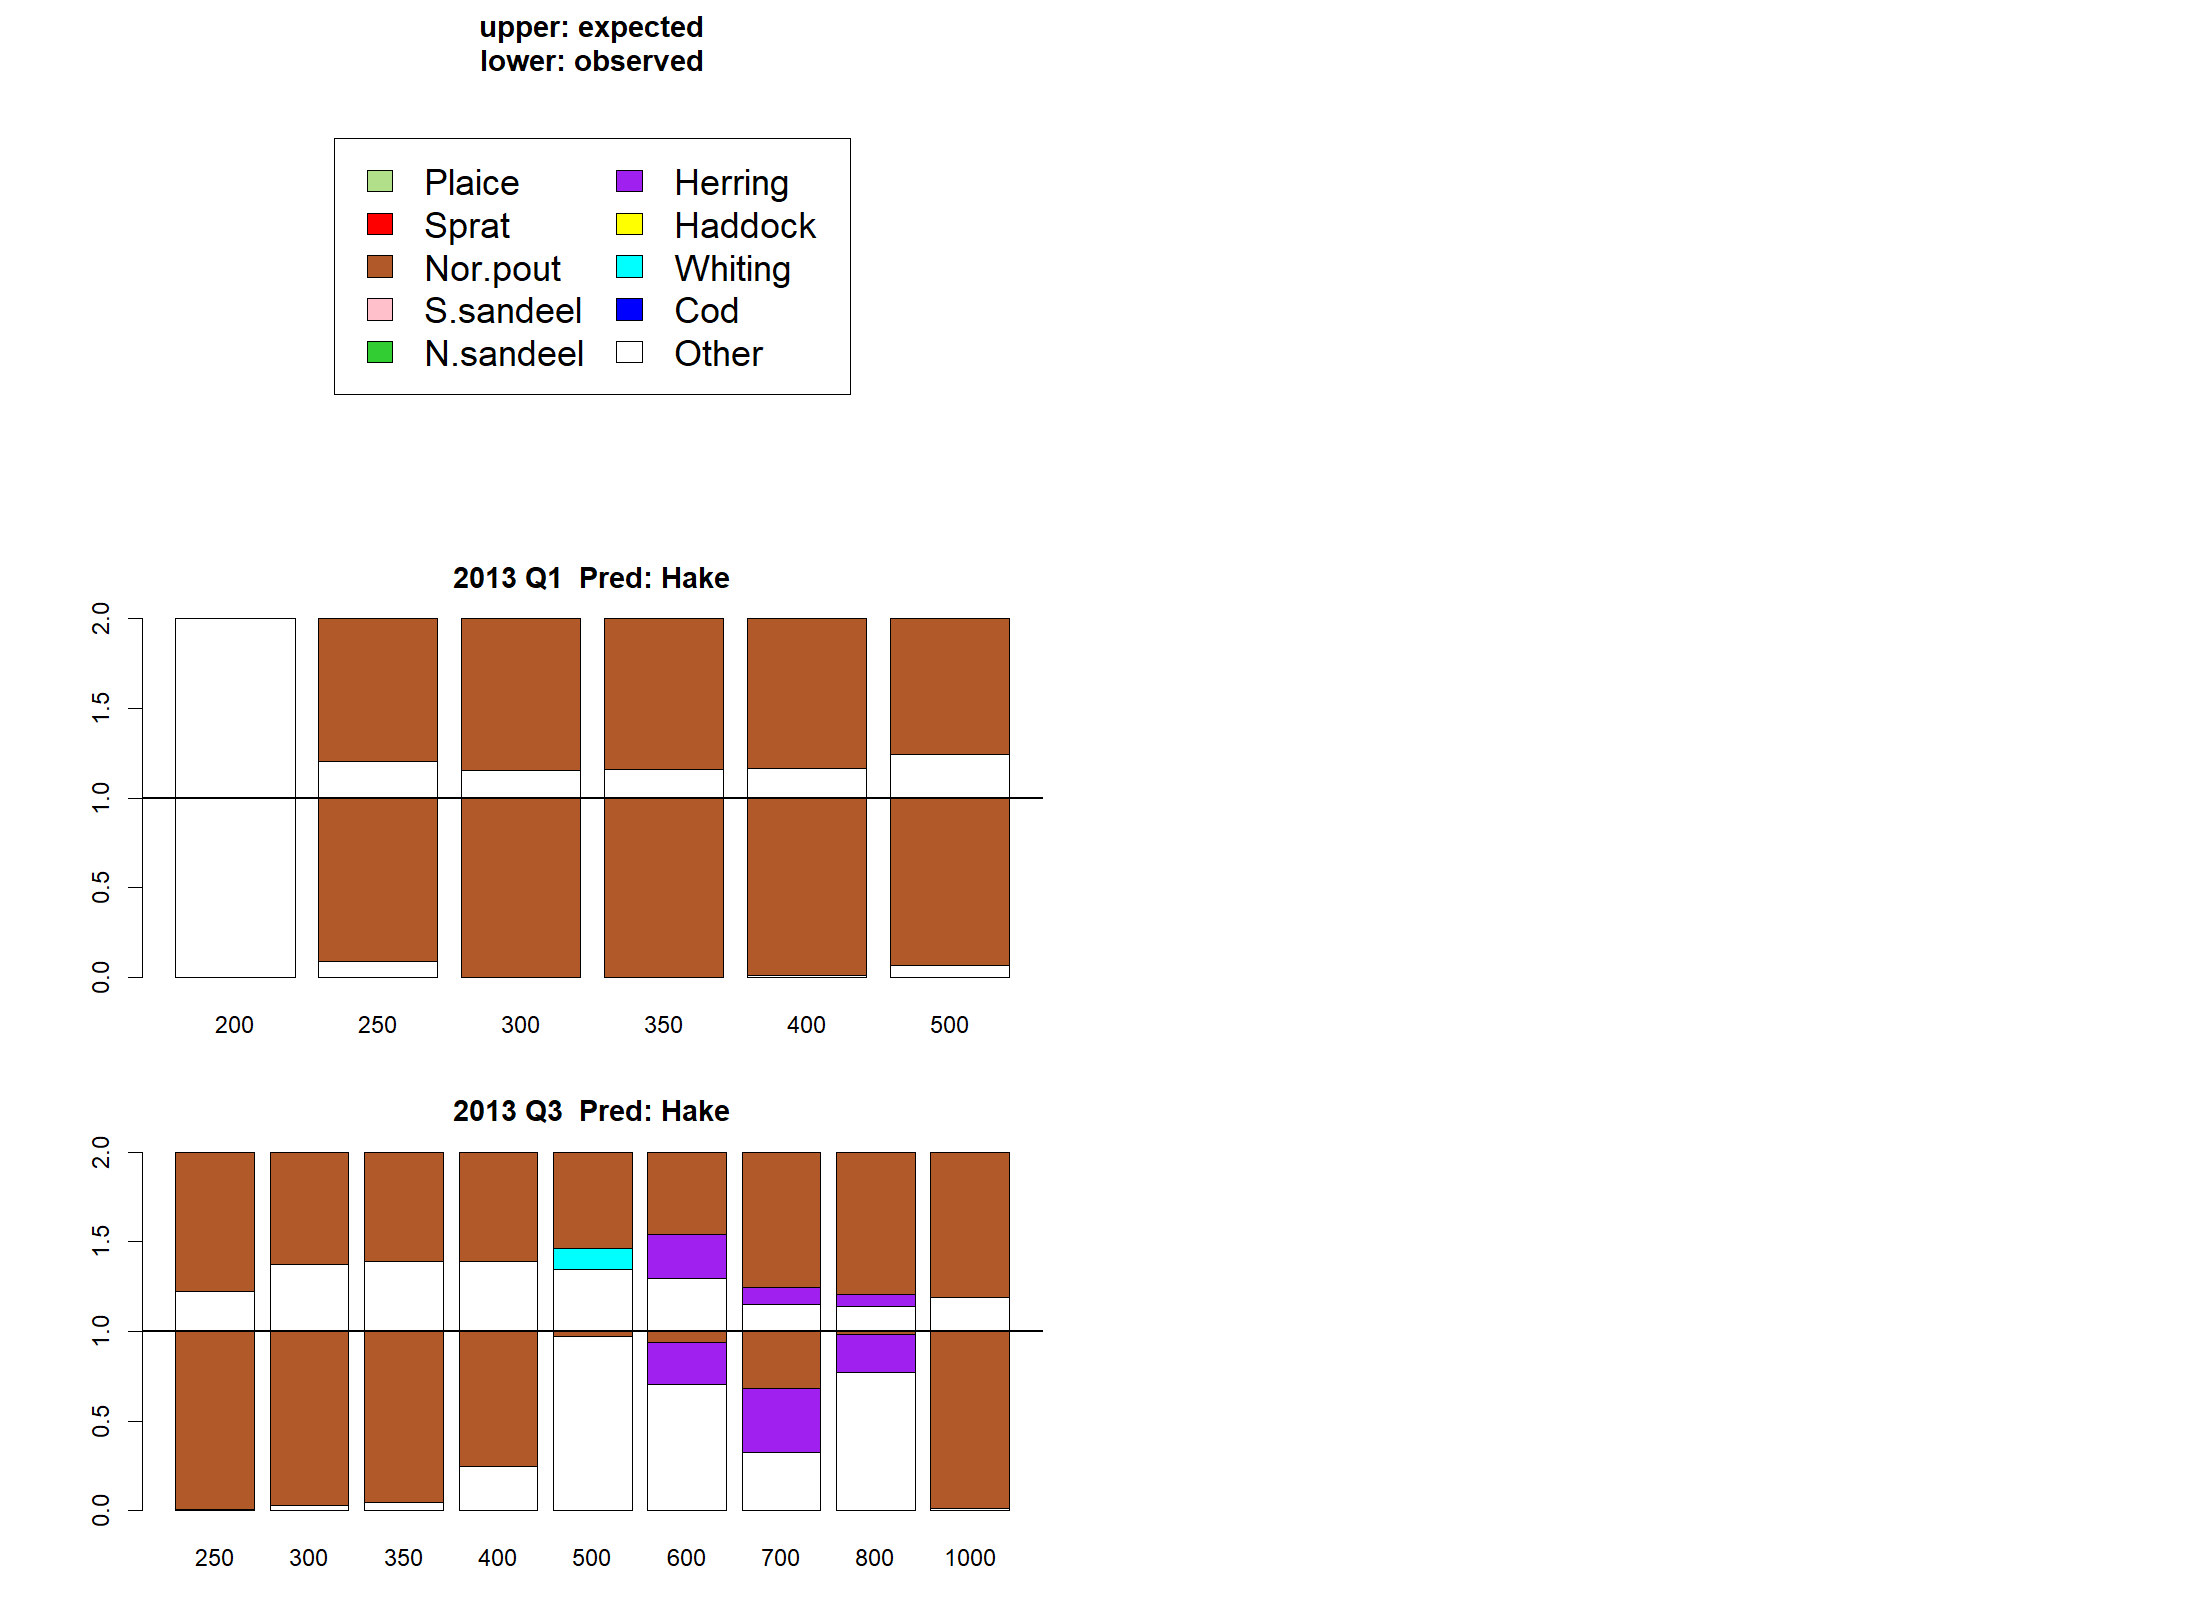 upper: expected
lower: observed
Plaice
Sprat
Nor.pout
S.sandeel
N.sandeel
Herring
Haddock
Whiting
Cod
Other
2013 Q1  Pred: Hake
2.0
1.5
1.0
0.5
0.0
200 250 300 350 400 500
2013 Q3  Pred: Hake
2.0
1.5
1.0
0.5
0.0
250 300 350 400 500 600 700 800 1000